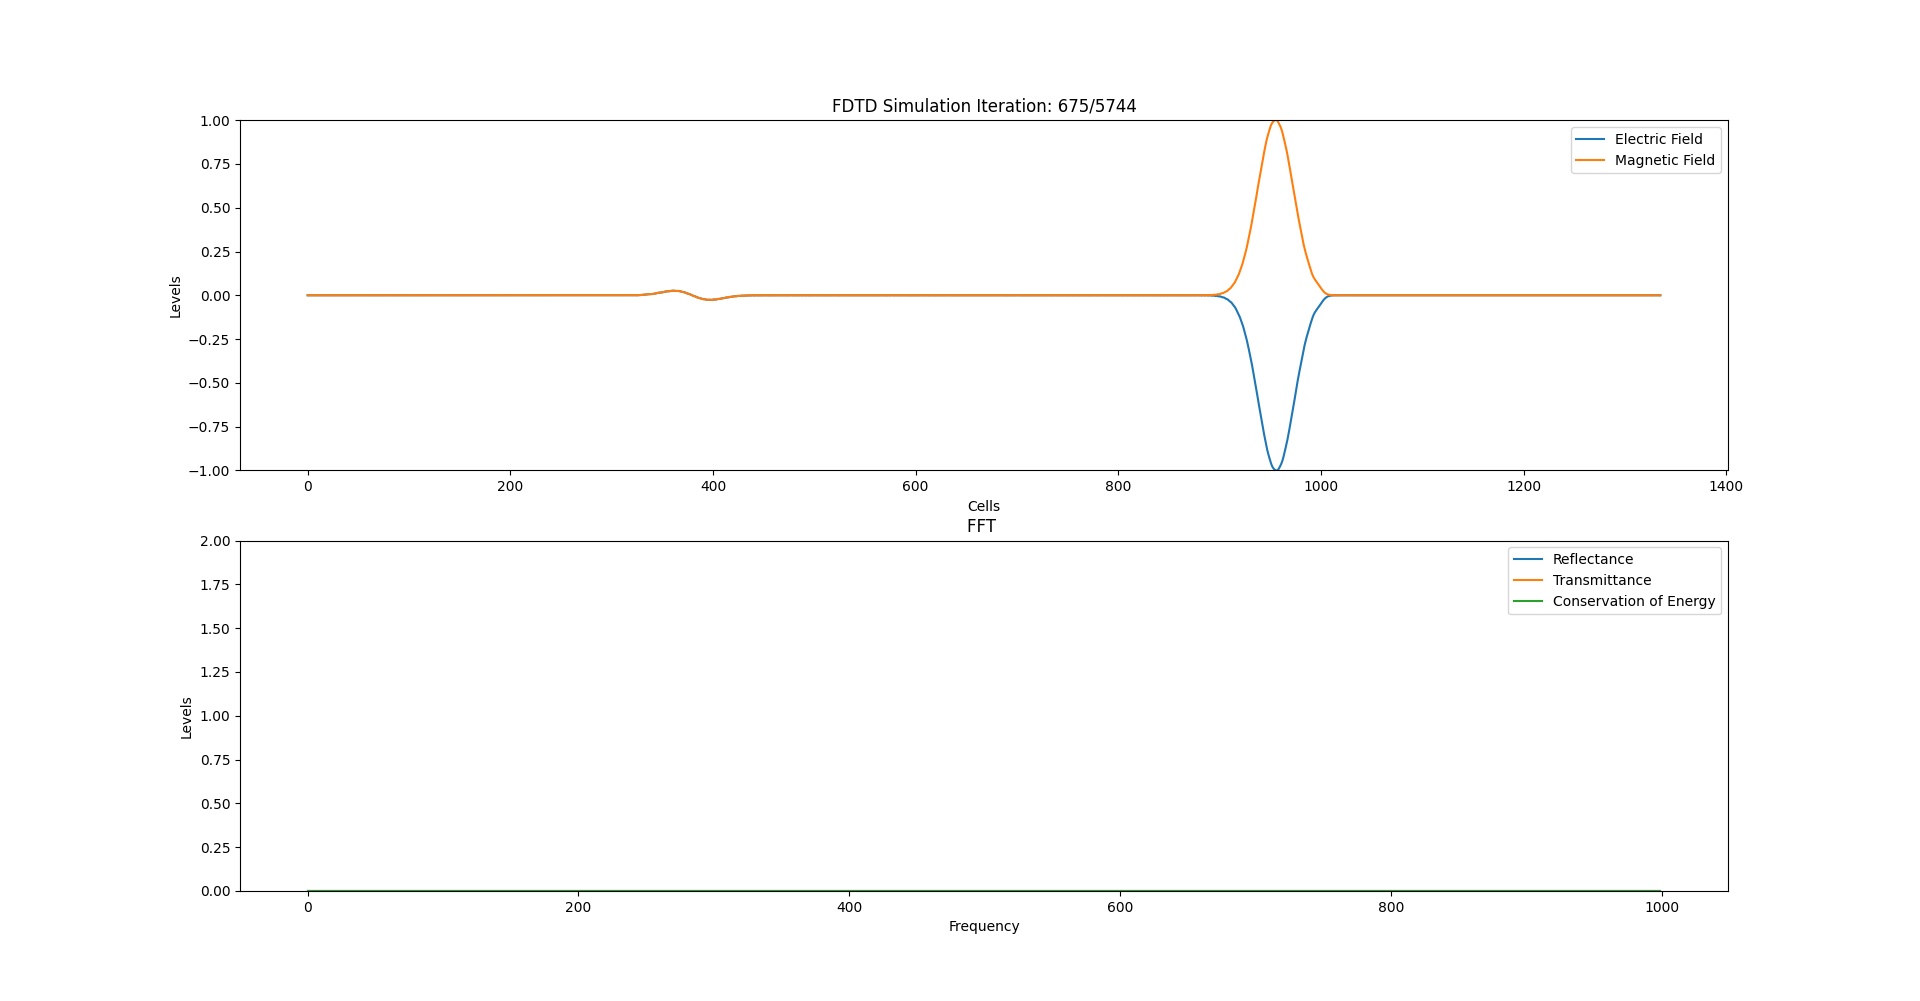 FDTD Simulation Iteration: 675/5744
1.00
0.75
0.50
0.25
0.00
−0.25
−0.50
−0.75
−1.00
Levels
Electric Field
Magnetic Field
0 200 400 600 800 1000 1200 1400
Cells
FFT
2.00
1.75
1.50
1.25
1.00
0.75
0.50
0.25
0.00
Levels
Reflectance
Transmittance
Conservation of Energy
0 200 400 600 800 1000
Frequency